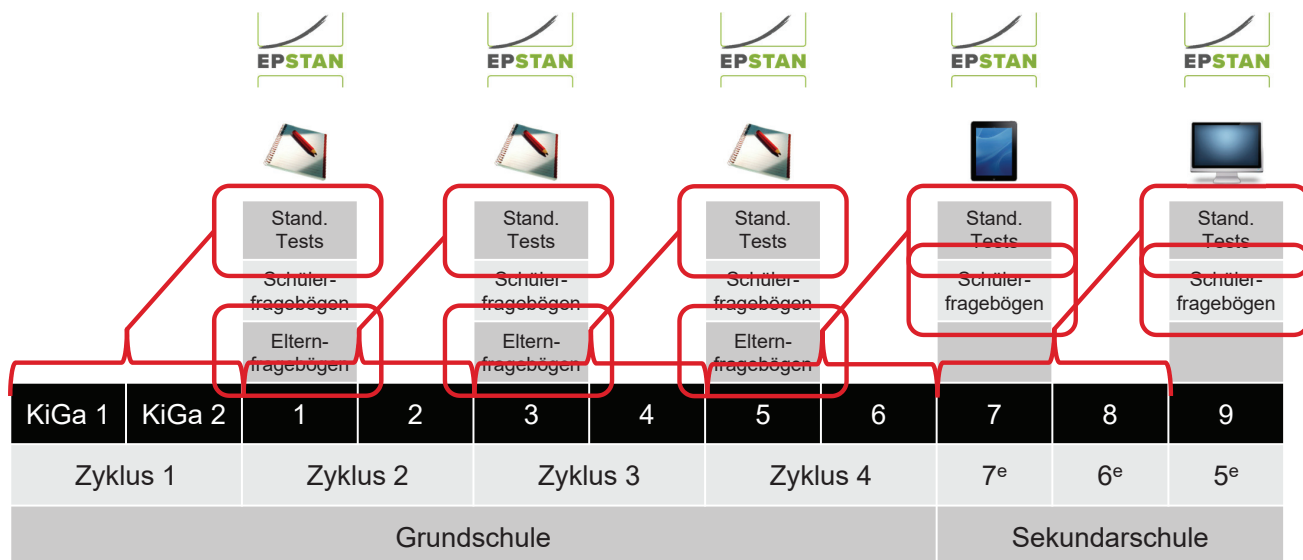 EPSTAN EPSTAN EPSTAN EPSTAN EPSTAN
Stand. Stand. Stand. Stand. Stand.
Tests Tests Tests Tests Tests
Schüler- Schüler- Schüler- Schüler- Schüler-
fragebögen fragebögen fragebögen fragebögen fragebögen
Eltern- Eltern- Eltern-
fragebögen fragebögen fragebögen
KiGa 1 KiGa 2 1 2 3 4 5 6 7 8 9
Zyklus 1 Zyklus 2 Zyklus 3 Zyklus 4 7ᵉ 6ᵉ 5ᵉ
Grundschule Sekundarschule